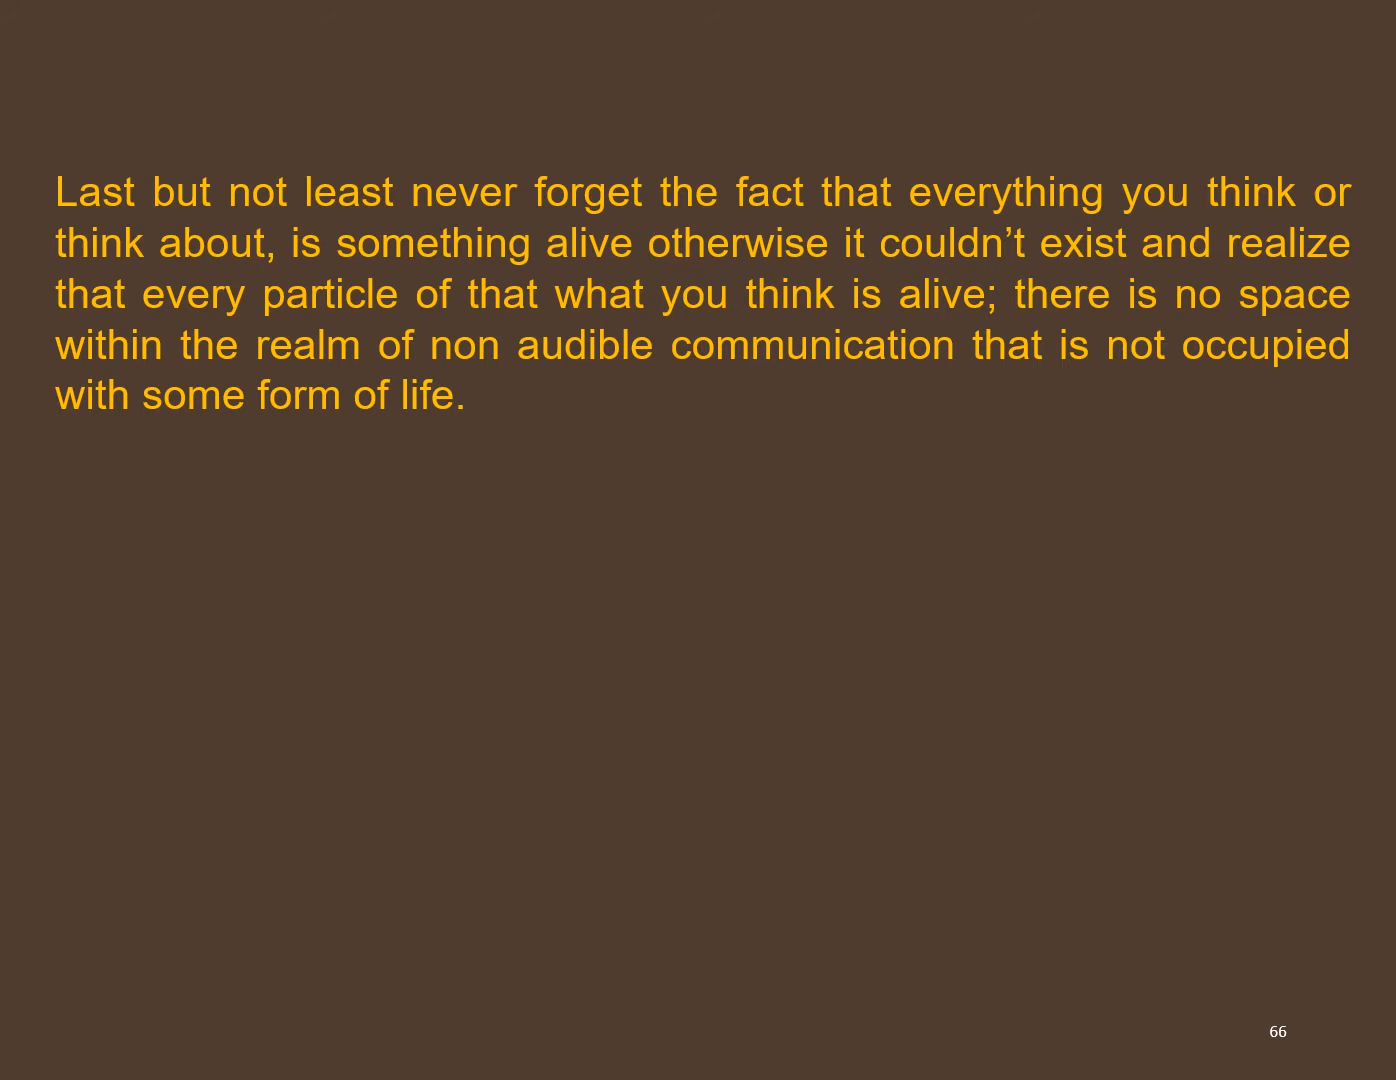 Last but not least never forget the fact that everything you think or
think about, is something alive otherwise it couldn’t exist and realize
that every particle of that what you think is alive; there is no space
within the realm of non audible communication that is not occupied
with some form of life.
66